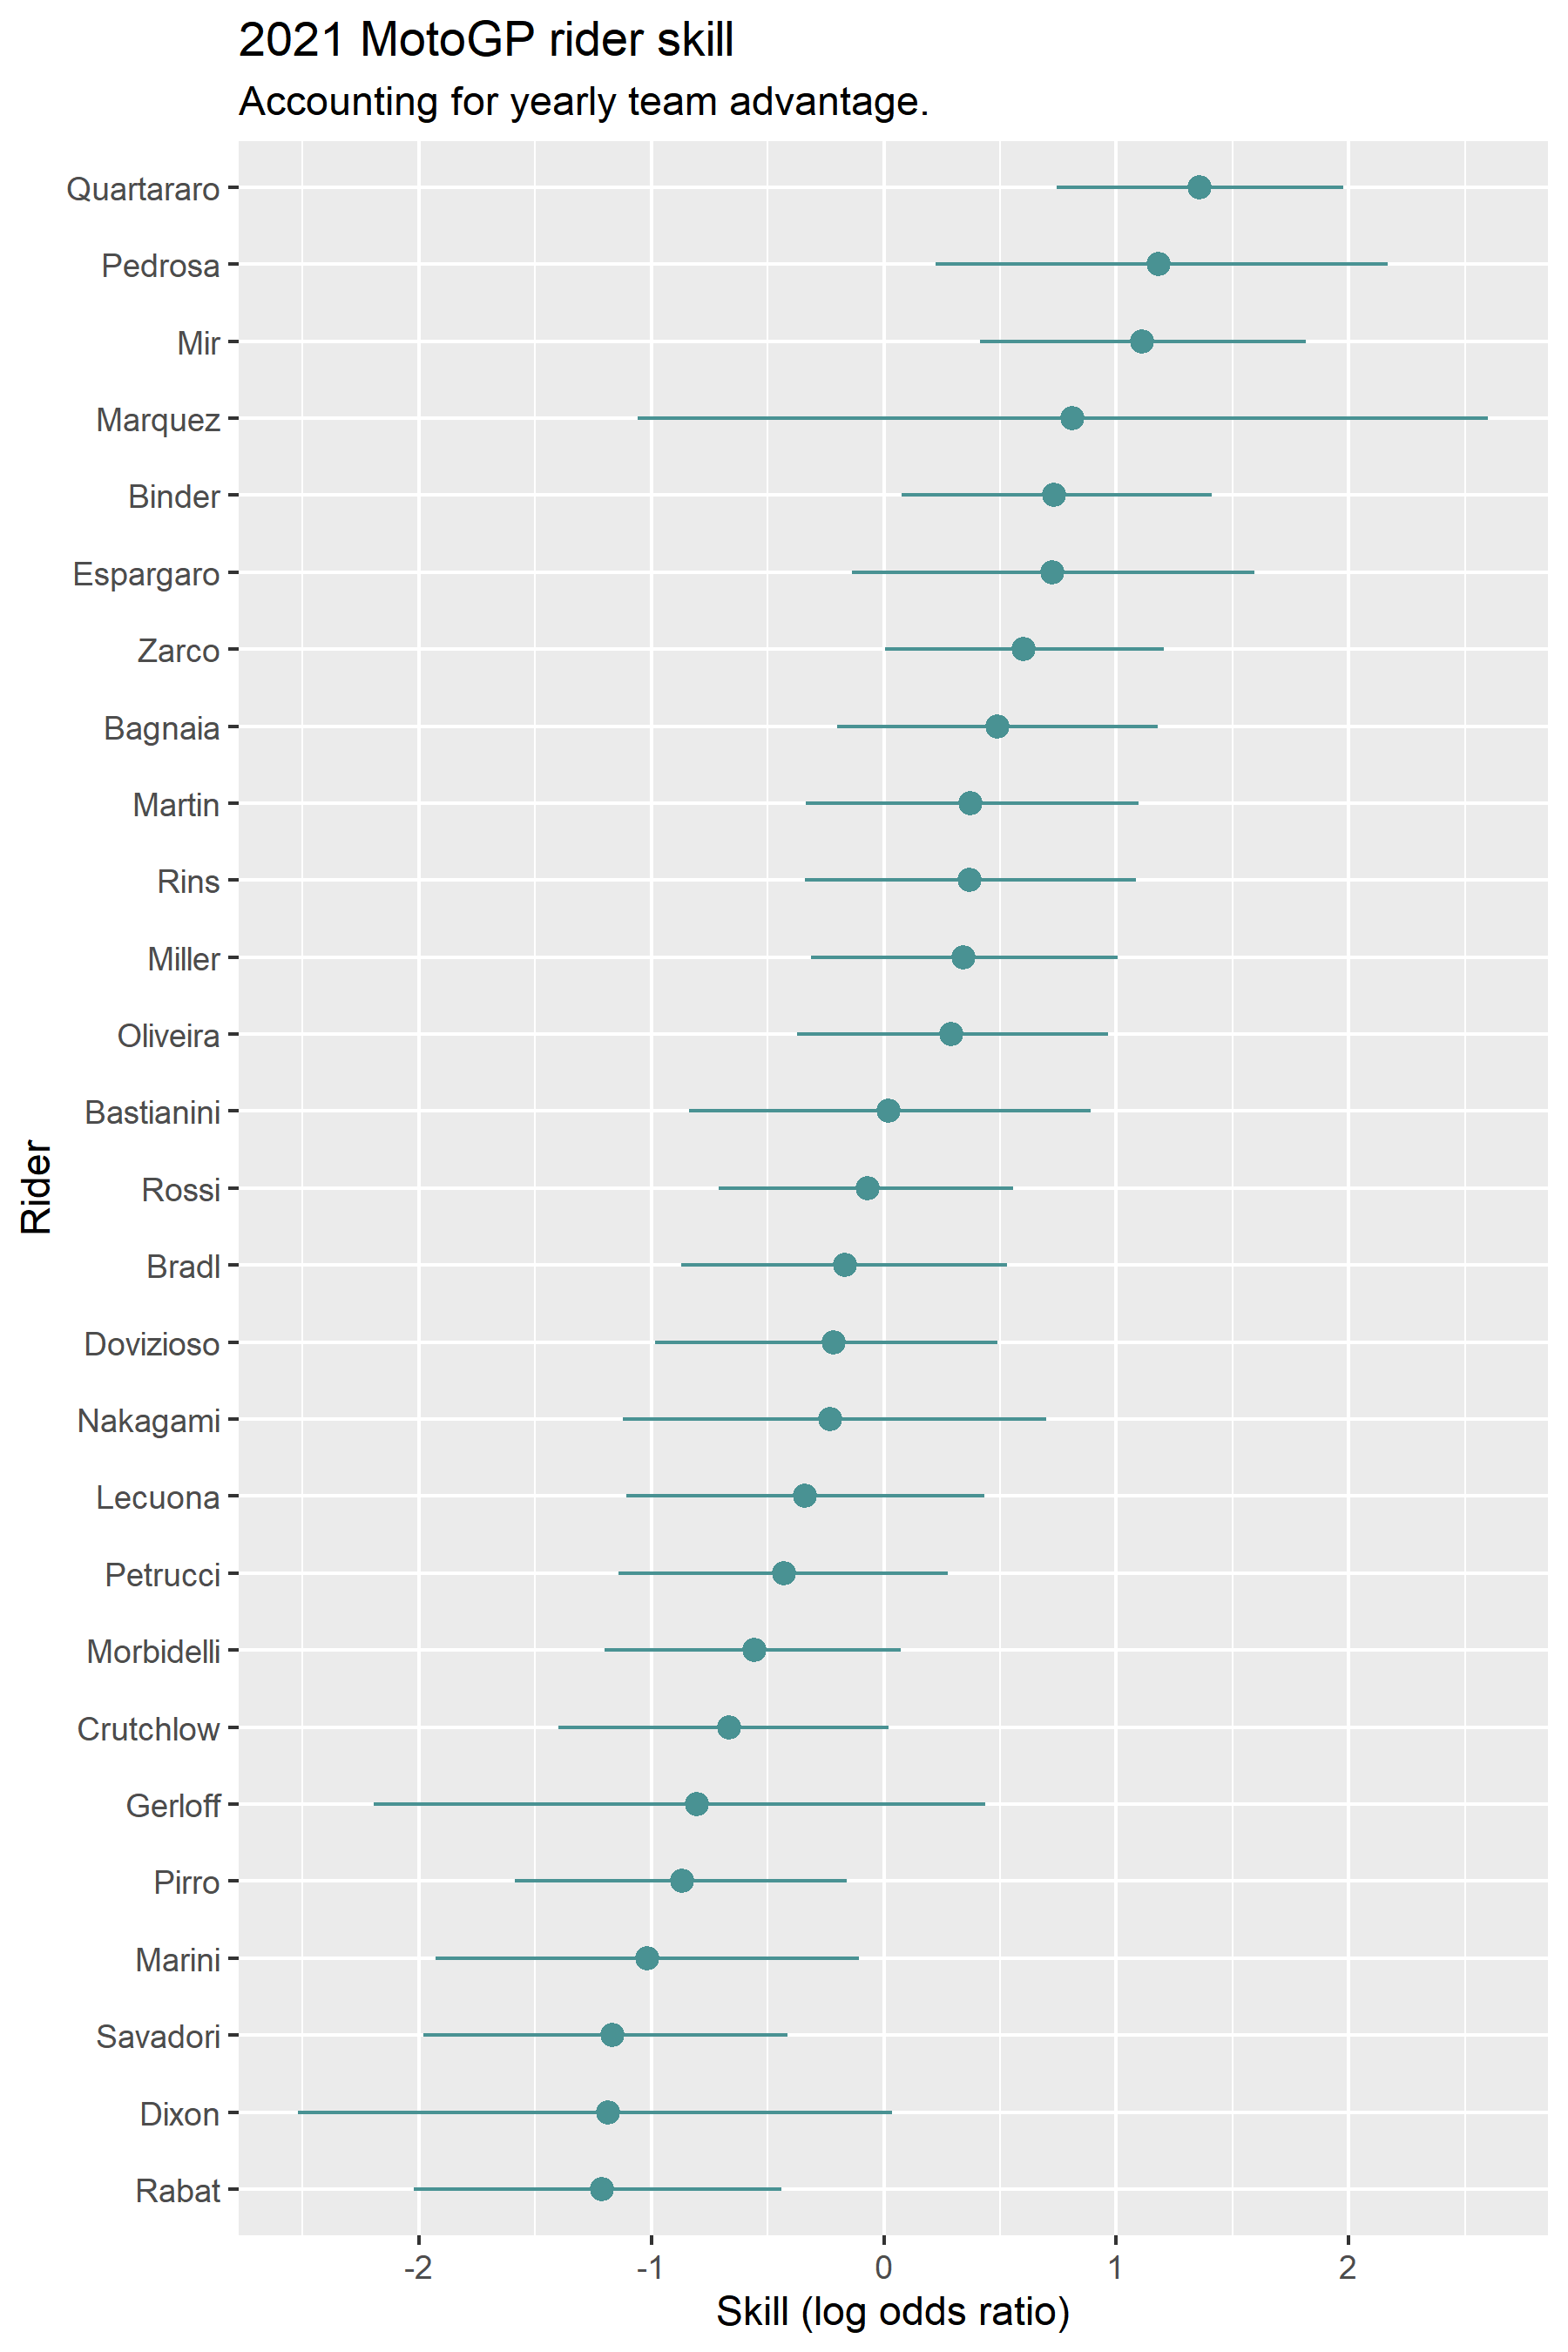 2021 MotoGP rider skill
Accounting for yearly team advantage.
Quartararo
Pedrosa
Mir
Marquez
Binder
Espargaro
Zarco
Bagnaia
Martin
Rins
Miller
Oliveira
Bastianini
Rossi
Bradl
Dovizioso
Nakagami
Lecuona
Petrucci
Morbidelli
Crutchlow
Gerloff
Pirro
Marini
Savadori
Dixon
Rabat
Rider
-2 -1 0 1 2
Skill (log odds ratio)